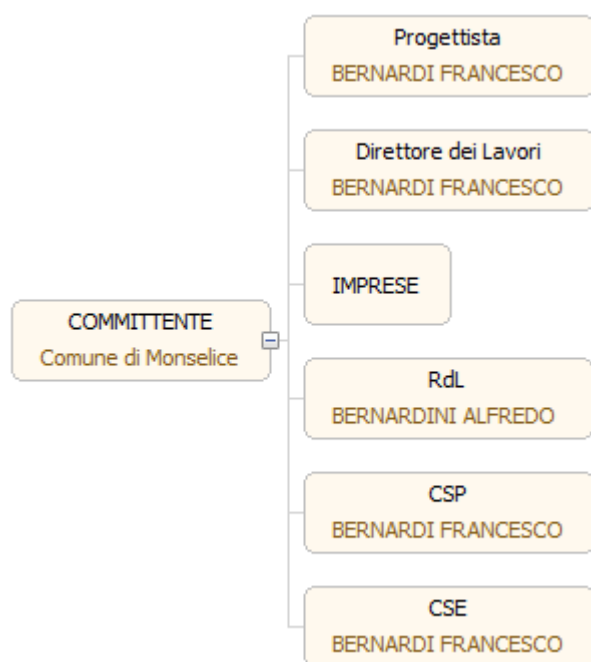 COMMITTENTE
Comune di Monselice
Progettista
BERNARDI FRANCESCO
Direttore dei Lavori
BERNARDI FRANCESCO
IMPRESE
RdL
BERNARDINI ALFREDO
CSP
BERNARDI FRANCESCO
CSE
BERNARDI FRANCESCO